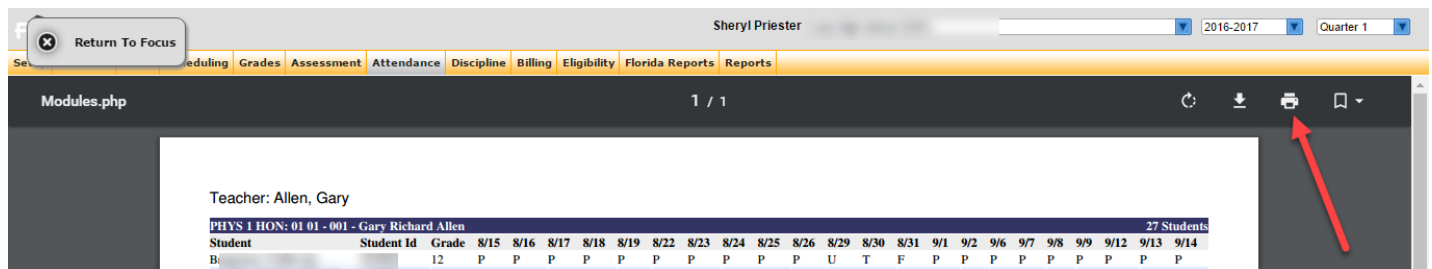 Sheryl Priester 2016-2017 Quarter 1
Return To Focus
eduling Grades Assessment Attendance Discipline Billing Eligibility Florida Reports Reports
Modules.php 1 / 1
Teacher: Allen, Gary
PHYS 1 HON: 01 01 - 001 - Gary Richard Allen 27 Students
Student Student Id Grade 8/15 8/16 8/17 8/18 8/19 8/22 8/23 8/24 8/25 8/26 8/29 8/30 8/31 9/1 9/2 9/6 9/7 9/8 9/9 9/12 9/13 9/14
12 P P P P P P P P P P U T F P P P P P P P P P